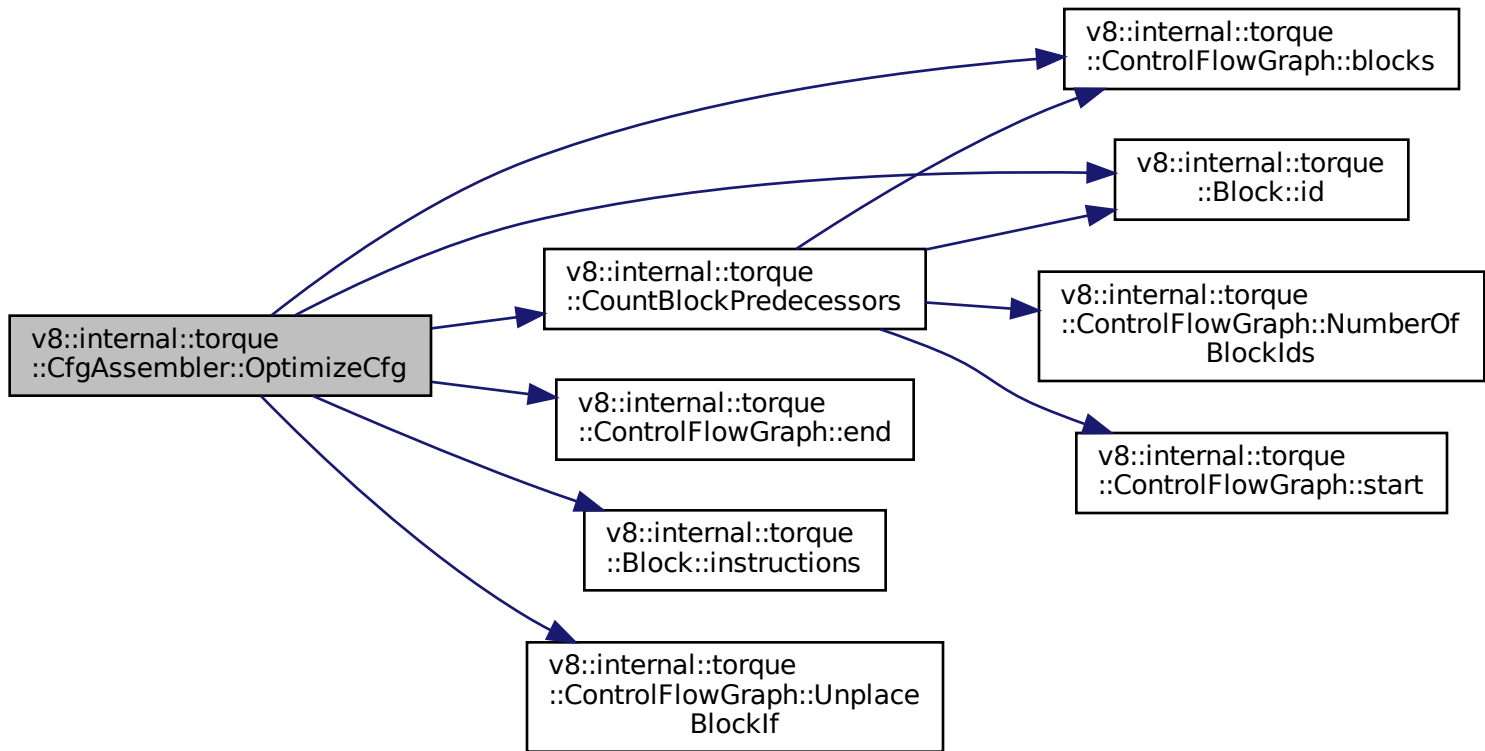 v8::internal::torque
::ControlFlowGraph::blocks
v8::internal::torque
::Block::id
v8::internal::torque
::CountBlockPredecessors
v8::internal::torque
::ControlFlowGraph::NumberOf
BlockIds
v8::internal::torque
::CfgAssembler::OptimizeCfg
v8::internal::torque
::ControlFlowGraph::end
v8::internal::torque
::ControlFlowGraph::start
v8::internal::torque
::Block::instructions
v8::internal::torque
::ControlFlowGraph::Unplace
BlockIf